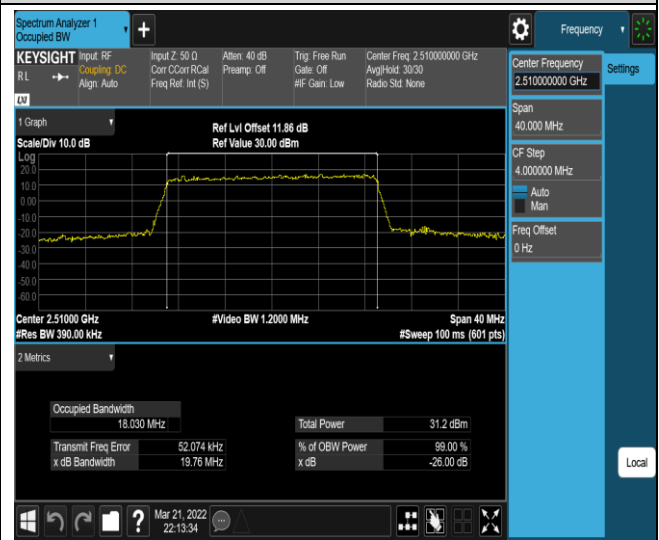 Spectrum Analyzer 1
Occupied BW
+
Frequency
KEYSIGHT
R L
LXI
Input: RF
Coupling: DC
Align: Auto
Input Z: 50 Ω
Corr CCorr RCal
Freq Ref: Int (S)
Atten: 40 dB
Preamp: Off
Trig: Free Run
Gate: Off
#IF Gain: Low
Center Freq: 2.510000000 GHz
Avg|Hold: 30/30
Radio Std: None
Center Frequency
2.510000000 GHz
Settings
Span
40.000 MHz
CF Step
4.000000 MHz
Auto
Man
Freq Offset
0 Hz
1 Graph
Scale/Div 10.0 dB
Ref Lvl Offset 11.86 dB
Ref Value 30.00 dBm
Log
20.0
10.0
0.00
-10.0
-20.0
-30.0
-40.0
-50.0
-60.0
Center 2.51000 GHz
#Res BW 390.00 kHz
#Video BW 1.2000 MHz
Span 40 MHz
#Sweep 100 ms (601 pts)
2 Metrics
Occupied Bandwidth
18.030 MHz
Total Power 31.2 dBm
Transmit Freq Error 52.074 kHz
% of OBW Power 99.00 %
x dB Bandwidth 19.76 MHz
x dB -26.00 dB
Local
?
Mar 21, 2022
22:13:34